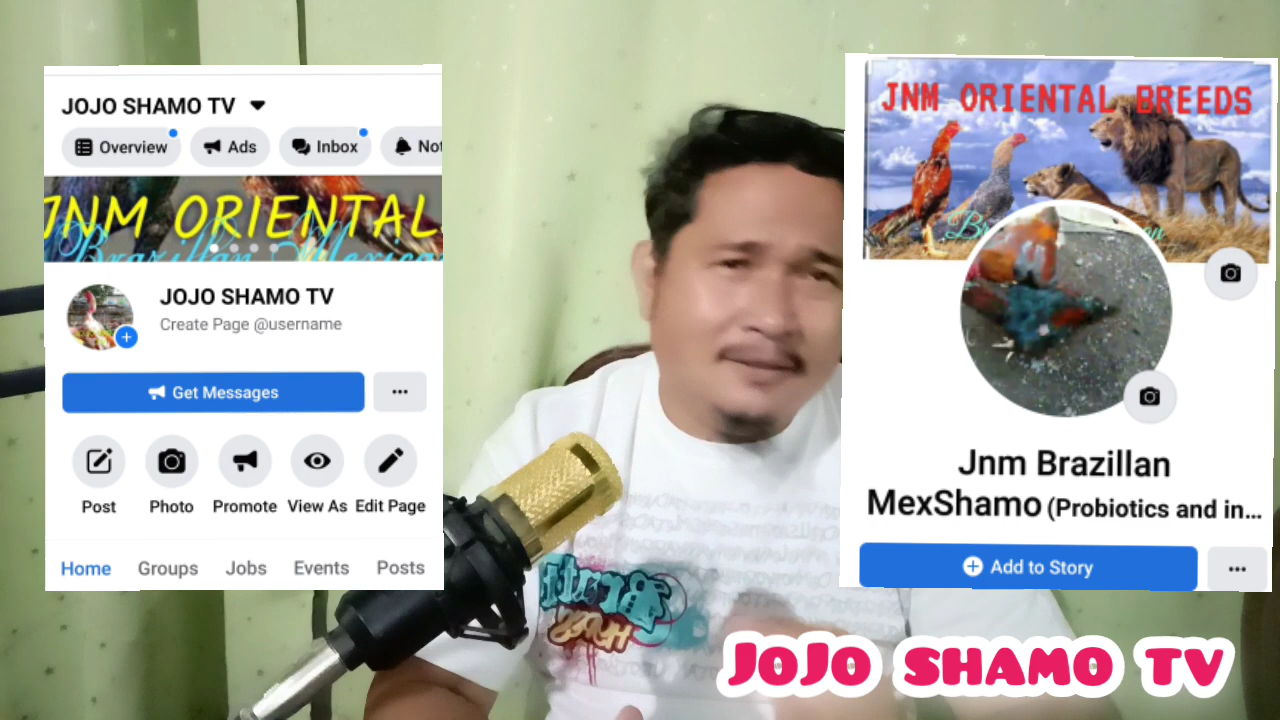 JOJO SHAMO TV
Overview
Ads
Inbox
Not
JNM ORIENTAL
Brazillan Mexica
JOJO SHAMO TV
Create Page @username
Get Messages
Post
Photo
Promote
View As
Edit Page
Home
Groups
Jobs
Events
Posts
JNM ORIENTAL BREEDS
Jnm Brazillan
MexShamo (Probiotics and in...
Add to Story
JOJO SHAMO TV